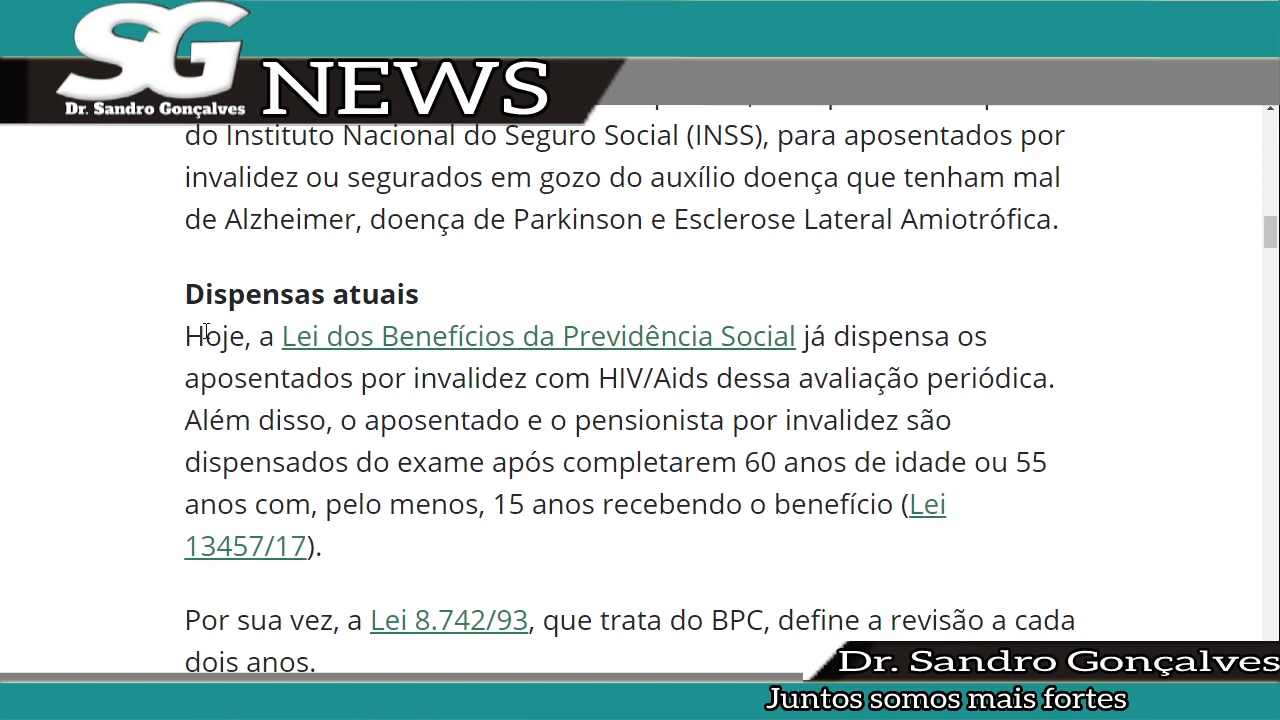 SG
Dr. Sandro Gonçalves
NEWS
do Instituto Nacional do Seguro Social (INSS), para aposentados por
invalidez ou segurados em gozo do auxílio doença que tenham mal
de Alzheimer, doença de Parkinson e Esclerose Lateral Amiotrófica.
Dispensas atuais
Hoje, a Lei dos Benefícios da Previdência Social já dispensa os
aposentados por invalidez com HIV/Aids dessa avaliação periódica.
Além disso, o aposentado e o pensionista por invalidez são
dispensados do exame após completarem 60 anos de idade ou 55
anos com, pelo menos, 15 anos recebendo o benefício (Lei
13457/17).
Por sua vez, a Lei 8.742/93, que trata do BPC, define a revisão a cada
dois anos.
Dr. Sandro Gonçalves
Juntos somos mais fortes